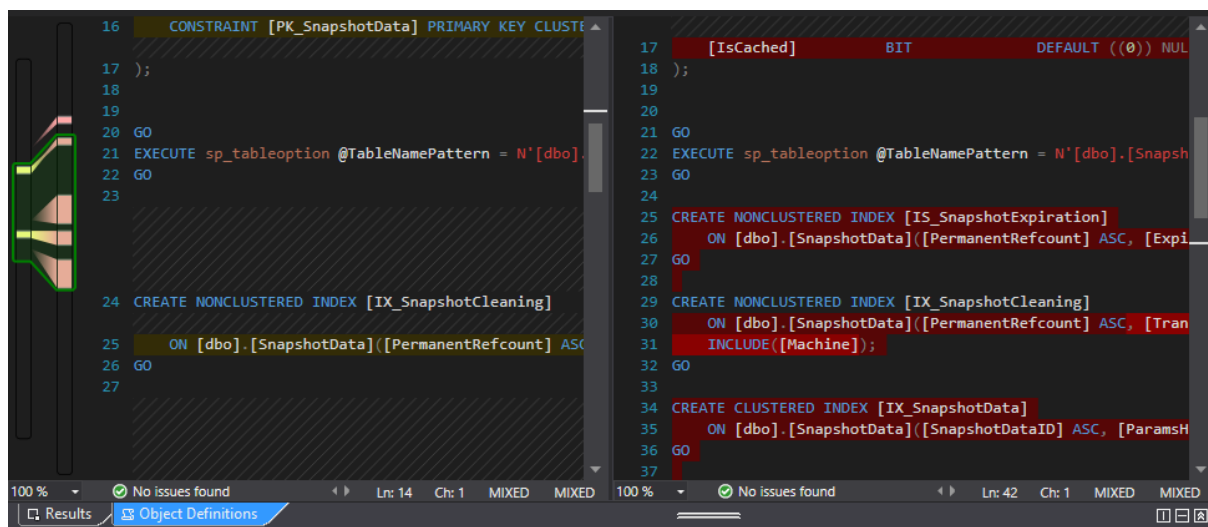 16 CONSTRAINT [PK_SnapshotData] PRIMARY KEY CLUSTE
17 );
18
19
20 GO
21 EXECUTE sp_tableoption @TableNamePattern = N'[dbo].
22 GO
23
24 CREATE NONCLUSTERED INDEX [IX_SnapshotCleaning]
25 ON [dbo].[SnapshotData]([PermanentRefcount] ASC
26 GO
27
17 [IsCached] BIT DEFAULT ((0)) NUL
18 );
19
20
21 GO
22 EXECUTE sp_tableoption @TableNamePattern = N'[dbo].[Snapsh
23 GO
24
25 CREATE NONCLUSTERED INDEX [IS_SnapshotExpiration]
26 ON [dbo].[SnapshotData]([PermanentRefcount] ASC, [Expi
27 GO
28
29 CREATE NONCLUSTERED INDEX [IX_SnapshotCleaning]
30 ON [dbo].[SnapshotData]([PermanentRefcount] ASC, [Tran
31 INCLUDE([Machine]);
32 GO
33
34 CREATE CLUSTERED INDEX [IX_SnapshotData]
35 ON [dbo].[SnapshotData]([SnapshotDataID] ASC, [ParamsH
36 GO
37
100 % No issues found Ln: 14 Ch: 1 MIXED MIXED
100 % No issues found Ln: 42 Ch: 1 MIXED MIXED
Results Object Definitions